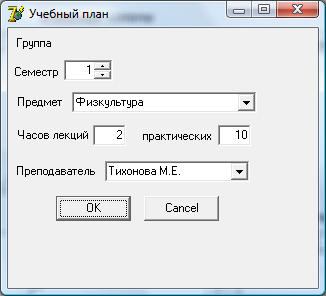 Учебный план
Группа
Семестр 1
Предмет Физкультура
Часов лекций 2 практических 10
Преподаватель Тихонова М.Е.
OK Cancel